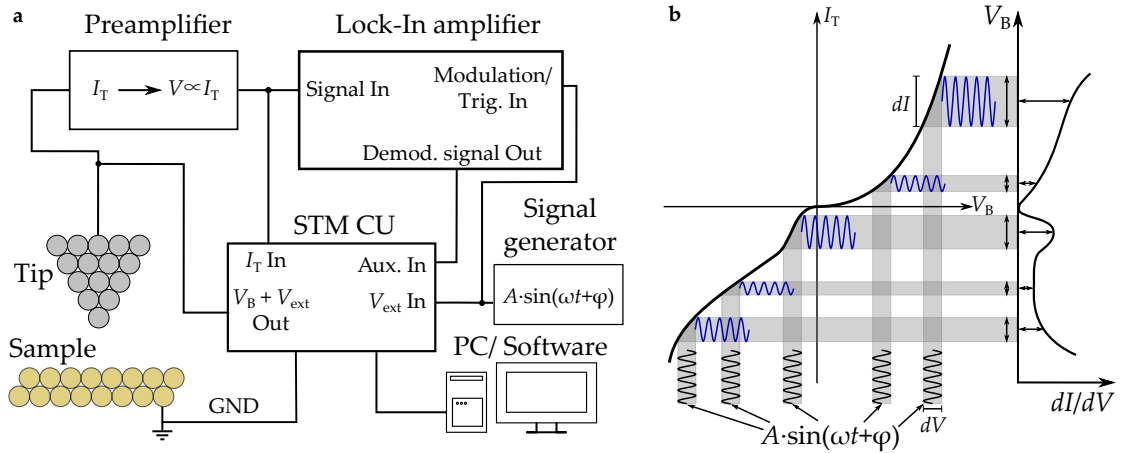 a
Preamplifier
Lock-In amplifier
I_T → V∝I_T
Signal In
Modulation/
Trig. In
Demod. signal Out
STM CU
Signal
generator
I_T In
Aux. In
V_B + V_ext
Out
V_ext In
A·sin(ωt+φ)
Tip
Sample
GND
PC/ Software
b
I_T
V_B
dI
V_B
dI/dV
dV
A·sin(ωt+φ)